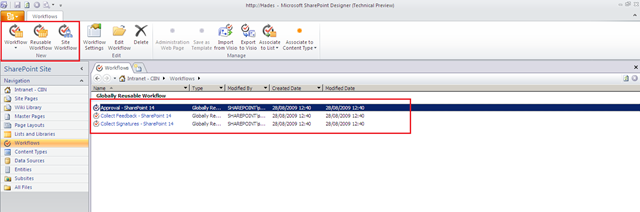 http://Hades - Microsoft SharePoint Designer (Technical Preview)
Workflows
Workflow Reusable Workflow Site Workflow Workflow Settings Edit Workflow Delete Administration Web Page Save as Template Import from Visio Export to Visio Associate to List Associate to Content Type
New Edit Manage
SharePoint Site
Workflows
Navigation
Intranet - CBN Workflows
Intranet - CBN
Site Pages
Wiki Library
Master Pages
Page Layouts
Lists and Libraries
Workflows
Content Types
Data Sources
Entities
Subsites
All Files
Name Type Modified By Created Date Modified Date
Globally Reusable Workflow
Approval - SharePoint 14 Globally Re... SHAREPOINT\s... 28/08/2009 12:40 28/08/2009 12:40
Collect Feedback - SharePoint 14 Globally Re... SHAREPOINT\s... 28/08/2009 12:40 28/08/2009 12:40
Collect Signatures - SharePoint 14 Globally Re... SHAREPOINT\s... 28/08/2009 12:40 28/08/2009 12:40